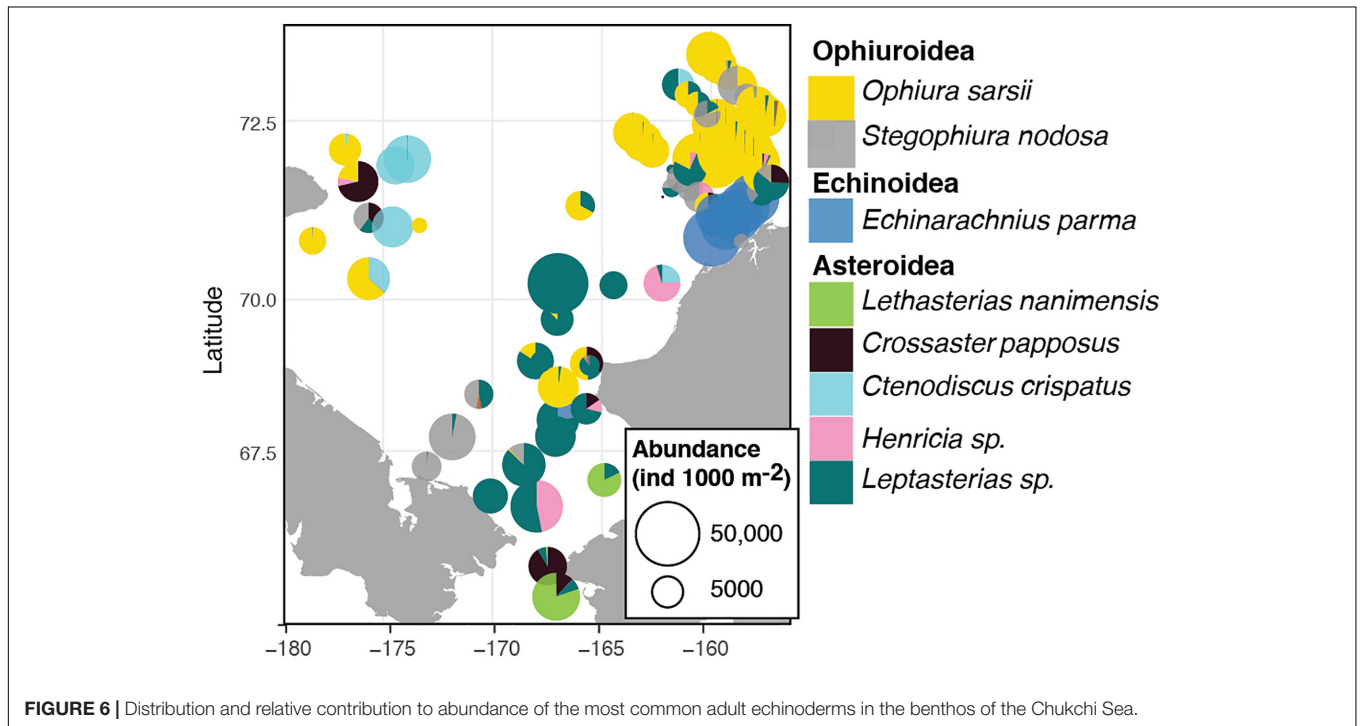 Ophiuroidea
Ophiura sarsii
Stegophiura nodosa
Echinoidea
Echinarachnius parma
Asteroidea
Lethasterias nanimensis
Crossaster papposus
Ctenodiscus crispatus
Henricia sp.
Leptasterias sp.
Latitude
72.5
70.0
67.5
Abundance
(ind 1000 m-2)
50,000
5000
−180
−175
−170
−165
−160
FIGURE 6 | Distribution and relative contribution to abundance of the most common adult echinoderms in the benthos of the Chukchi Sea.